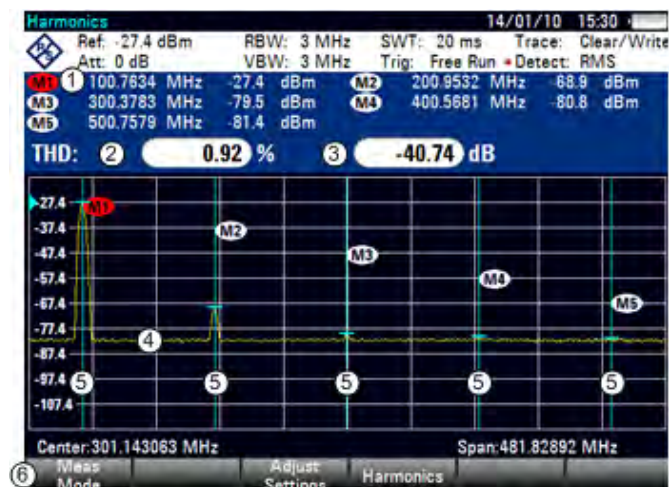 Harmonics 14/01/10 15:30
Ref: -27.4 dBm RBW: 3 MHz SWT: 20 ms Trace: Clear/Write
Att: 0 dB VBW: 3 MHz Trig: Free Run Detect: RMS
M1 1 100.7634 MHz -27.4 dBm M2 200.9532 MHz -68.9 dBm
M3 300.3783 MHz -79.5 dBm M4 400.5681 MHz -80.8 dBm
M5 500.7579 MHz -81.4 dBm
THD: 2 0.92 % 3 -40.74 dB
-27.4 M1
-37.4 M2
-47.4 M3
-57.4 M4
-67.4 M5
-77.4
4
-87.4
-97.4 5 5 5 5 5
-107.4
Center:301.143063 MHz Span:481.82892 MHz
6 Meas Mode Adjust Settings Harmonics